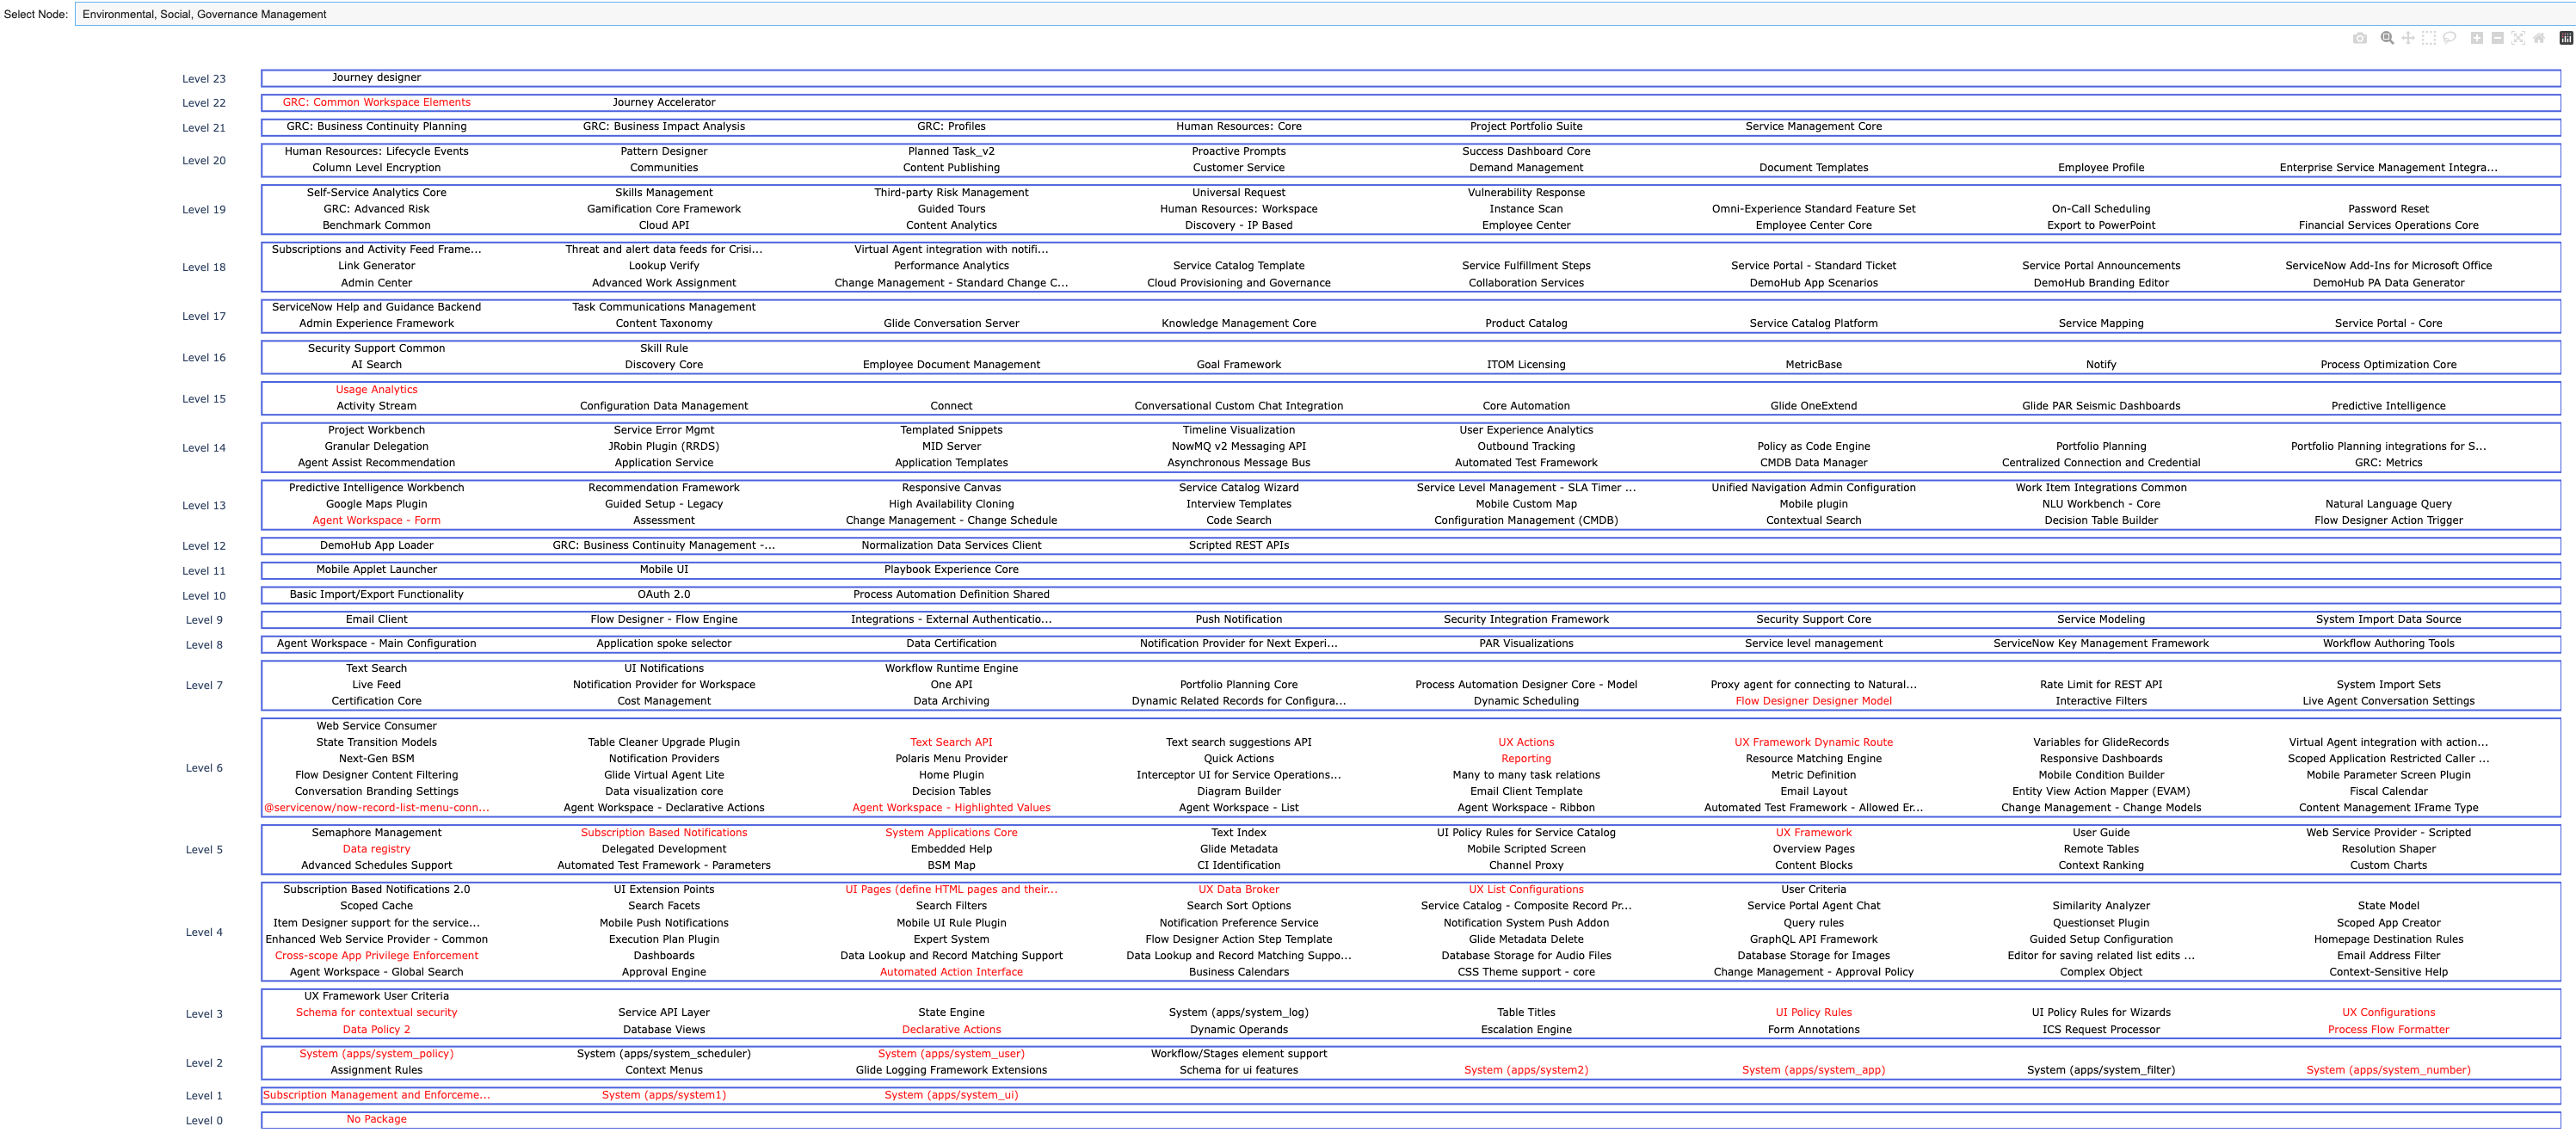 Select Node: Environmental, Social, Governance Management
Level 23 Journey designer
Level 22 GRC: Common Workspace Elements Journey Accelerator
Level 21 GRC: Business Continuity Planning GRC: Business Impact Analysis GRC: Profiles Human Resources: Core Project Portfolio Suite Service Management Core
Level 20
Human Resources: Lifecycle Events Pattern Designer Planned Task_v2 Proactive Prompts Success Dashboard Core
Column Level Encryption Communities Content Publishing Customer Service Demand Management Document Templates Employee Profile Enterprise Service Management Integra...
Level 19
Self-Service Analytics Core Skills Management Third-party Risk Management Universal Request Vulnerability Response
GRC: Advanced Risk Gamification Core Framework Guided Tours Human Resources: Workspace Instance Scan Omni-Experience Standard Feature Set On-Call Scheduling Password Reset
Benchmark Common Cloud API Content Analytics Discovery - IP Based Employee Center Employee Center Core Export to PowerPoint Financial Services Operations Core
Level 18
Subscriptions and Activity Feed Frame... Threat and alert data feeds for Crisi... Virtual Agent integration with notifi...
Link Generator Lookup Verify Performance Analytics Service Catalog Template Service Fulfillment Steps Service Portal - Standard Ticket Service Portal Announcements ServiceNow Add-Ins for Microsoft Office
Admin Center Advanced Work Assignment Change Management - Standard Change C... Cloud Provisioning and Governance Collaboration Services DemoHub App Scenarios DemoHub Branding Editor DemoHub PA Data Generator
Level 17
ServiceNow Help and Guidance Backend Task Communications Management
Admin Experience Framework Content Taxonomy Glide Conversation Server Knowledge Management Core Product Catalog Service Catalog Platform Service Mapping Service Portal - Core
Level 16
Security Support Common Skill Rule
AI Search Discovery Core Employee Document Management Goal Framework ITOM Licensing MetricBase Notify Process Optimization Core
Level 15
Usage Analytics
Activity Stream Configuration Data Management Connect Conversational Custom Chat Integration Core Automation Glide OneExtend Glide PAR Seismic Dashboards Predictive Intelligence
Level 14
Project Workbench Service Error Mgmt Templated Snippets Timeline Visualization User Experience Analytics
Granular Delegation JRobin Plugin (RRDS) MID Server NowMQ v2 Messaging API Outbound Tracking Policy as Code Engine Portfolio Planning Portfolio Planning integrations for S...
Agent Assist Recommendation Application Service Application Templates Asynchronous Message Bus Automated Test Framework CMDB Data Manager Centralized Connection and Credential GRC: Metrics
Level 13
Predictive Intelligence Workbench Recommendation Framework Responsive Canvas Service Catalog Wizard Service Level Management - SLA Timer ... Unified Navigation Admin Configuration Work Item Integrations Common
Google Maps Plugin Guided Setup - Legacy High Availability Cloning Interview Templates Mobile Custom Map Mobile plugin NLU Workbench - Core Natural Language Query
Agent Workspace - Form Assessment Change Management - Change Schedule Code Search Configuration Management (CMDB) Contextual Search Decision Table Builder Flow Designer Action Trigger
Level 12 DemoHub App Loader GRC: Business Continuity Management -... Normalization Data Services Client Scripted REST APIs
Level 11 Mobile Applet Launcher Mobile UI Playbook Experience Core
Level 10 Basic Import/Export Functionality OAuth 2.0 Process Automation Definition Shared
Level 9 Email Client Flow Designer - Flow Engine Integrations - External Authenticatio... Push Notification Security Integration Framework Security Support Core Service Modeling System Import Data Source
Level 8 Agent Workspace - Main Configuration Application spoke selector Data Certification Notification Provider for Next Experi... PAR Visualizations Service level management ServiceNow Key Management Framework Workflow Authoring Tools
Level 7
Text Search UI Notifications Workflow Runtime Engine
Live Feed Notification Provider for Workspace One API Portfolio Planning Core Process Automation Designer Core - Model Proxy agent for connecting to Natural... Rate Limit for REST API System Import Sets
Certification Core Cost Management Data Archiving Dynamic Related Records for Configura... Dynamic Scheduling Flow Designer Designer Model Interactive Filters Live Agent Conversation Settings
Level 6
Web Service Consumer
State Transition Models Table Cleaner Upgrade Plugin Text Search API Text search suggestions API UX Actions UX Framework Dynamic Route Variables for GlideRecords Virtual Agent integration with action...
Next-Gen BSM Notification Providers Polaris Menu Provider Quick Actions Reporting Resource Matching Engine Responsive Dashboards Scoped Application Restricted Caller ...
Flow Designer Content Filtering Glide Virtual Agent Lite Home Plugin Interceptor UI for Service Operations... Many to many task relations Metric Definition Mobile Condition Builder Mobile Parameter Screen Plugin
Conversation Branding Settings Data visualization core Decision Tables Diagram Builder Email Client Template Email Layout Entity View Action Mapper (EVAM) Fiscal Calendar
@servicenow/now-record-list-menu-conn... Agent Workspace - Declarative Actions Agent Workspace - Highlighted Values Agent Workspace - List Agent Workspace - Ribbon Automated Test Framework - Allowed Er... Change Management - Change Models Content Management IFrame Type
Level 5
Semaphore Management Subscription Based Notifications System Applications Core Text Index UI Policy Rules for Service Catalog UX Framework User Guide Web Service Provider - Scripted
Data registry Delegated Development Embedded Help Glide Metadata Mobile Scripted Screen Overview Pages Remote Tables Resolution Shaper
Advanced Schedules Support Automated Test Framework - Parameters BSM Map CI Identification Channel Proxy Content Blocks Context Ranking Custom Charts
Level 4
Subscription Based Notifications 2.0 UI Extension Points UI Pages (define HTML pages and their... UX Data Broker UX List Configurations User Criteria
Scoped Cache Search Facets Search Filters Search Sort Options Service Catalog - Composite Record Pr... Service Portal Agent Chat Similarity Analyzer State Model
Item Designer support for the service... Mobile Push Notifications Mobile UI Rule Plugin Notification Preference Service Notification System Push Addon Query rules Questionset Plugin Scoped App Creator
Enhanced Web Service Provider - Common Execution Plan Plugin Expert System Flow Designer Action Step Template Glide Metadata Delete GraphQL API Framework Guided Setup Configuration Homepage Destination Rules
Cross-scope App Privilege Enforcement Dashboards Data Lookup and Record Matching Support Data Lookup and Record Matching Suppo... Database Storage for Audio Files Database Storage for Images Editor for saving related list edits ... Email Address Filter
Agent Workspace - Global Search Approval Engine Automated Action Interface Business Calendars CSS Theme support - core Change Management - Approval Policy Complex Object Context-Sensitive Help
Level 3
UX Framework User Criteria
Schema for contextual security Service API Layer State Engine System (apps/system_log) Table Titles UI Policy Rules UI Policy Rules for Wizards UX Configurations
Data Policy 2 Database Views Declarative Actions Dynamic Operands Escalation Engine Form Annotations ICS Request Processor Process Flow Formatter
Level 2
System (apps/system_policy) System (apps/system_scheduler) System (apps/system_user) Workflow/Stages element support
Assignment Rules Context Menus Glide Logging Framework Extensions Schema for ui features System (apps/system2) System (apps/system_app) System (apps/system_filter) System (apps/system_number)
Level 1 Subscription Management and Enforceme... System (apps/system1) System (apps/system_ui)
Level 0 No Package